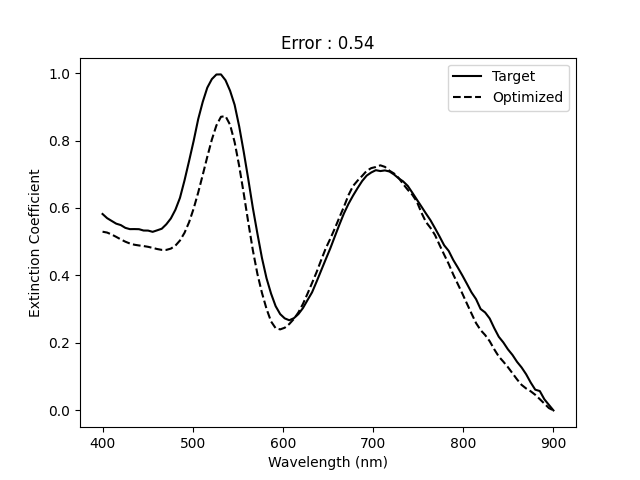 Error : 0.54
Target
Optimized
Extinction Coefficient
1.0
0.8
0.6
0.4
0.2
0.0
400 500 600 700 800 900
Wavelength (nm)